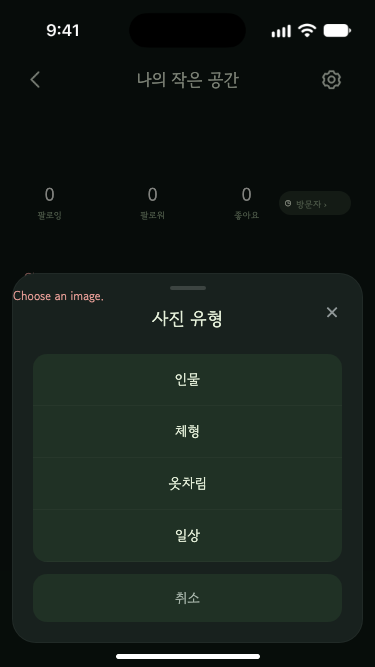 9:41
나의 작은 공간
0 0 0
팔로잉 팔로워 좋아요
방문자 ›
Choose an image.
사진 유형
인물
체형
옷차림
일상
취소